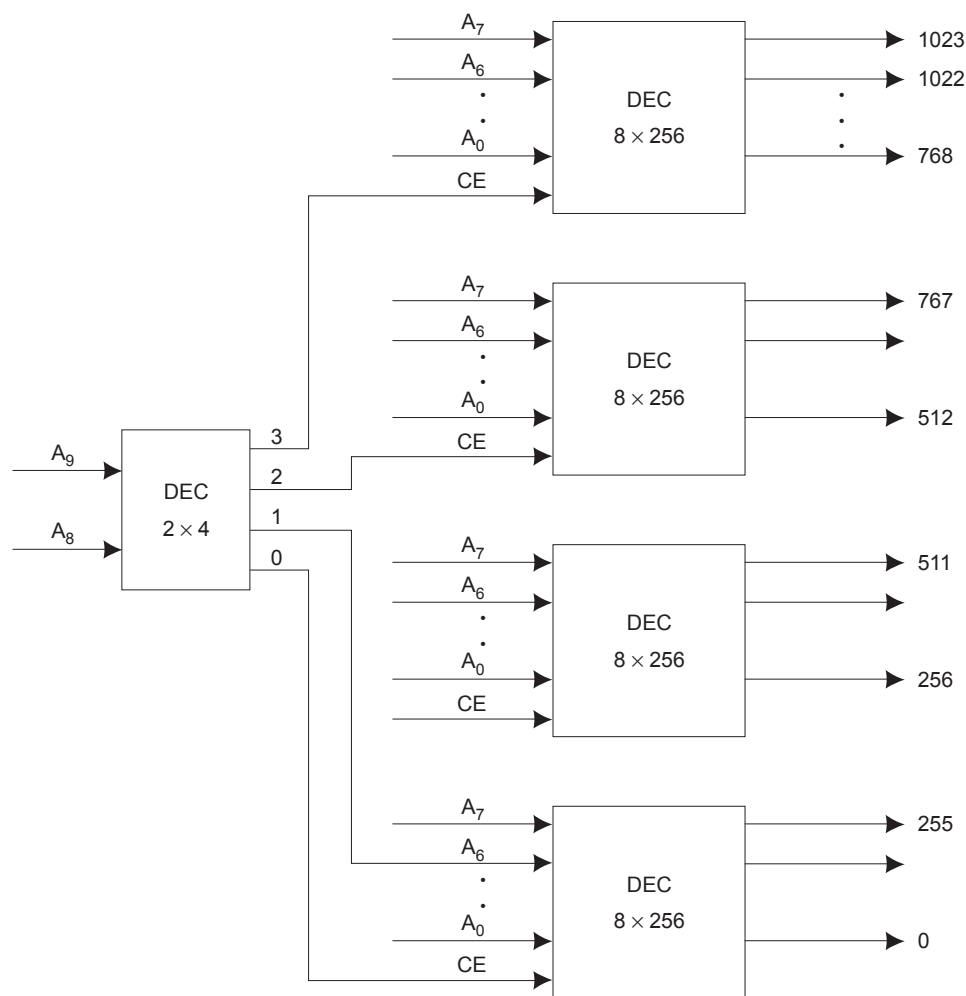 A₇
1023
A₆
1022
DEC
8 × 256
A₀
768
CE
A₇
767
A₆
DEC
8 × 256
A₀
512
CE
3
A₉
2
DEC
2 × 4
1
A₈
0
A₇
511
A₆
DEC
8 × 256
A₀
256
CE
A₇
255
A₆
DEC
8 × 256
A₀
0
CE